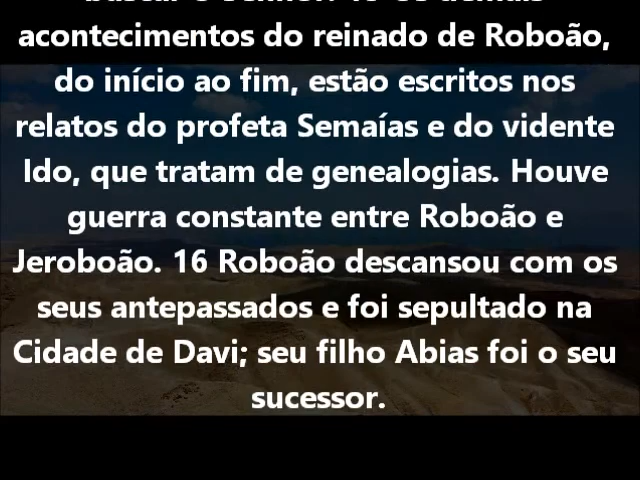 acontecimentos do reinado de Roboão,
do início ao fim, estão escritos nos
relatos do profeta Semaías e do vidente
Ido, que tratam de genealogias. Houve
guerra constante entre Roboão e
Jeroboão. 16 Roboão descansou com os
seus antepassados e foi sepultado na
Cidade de Davi; seu filho Abias foi o seu
sucessor.